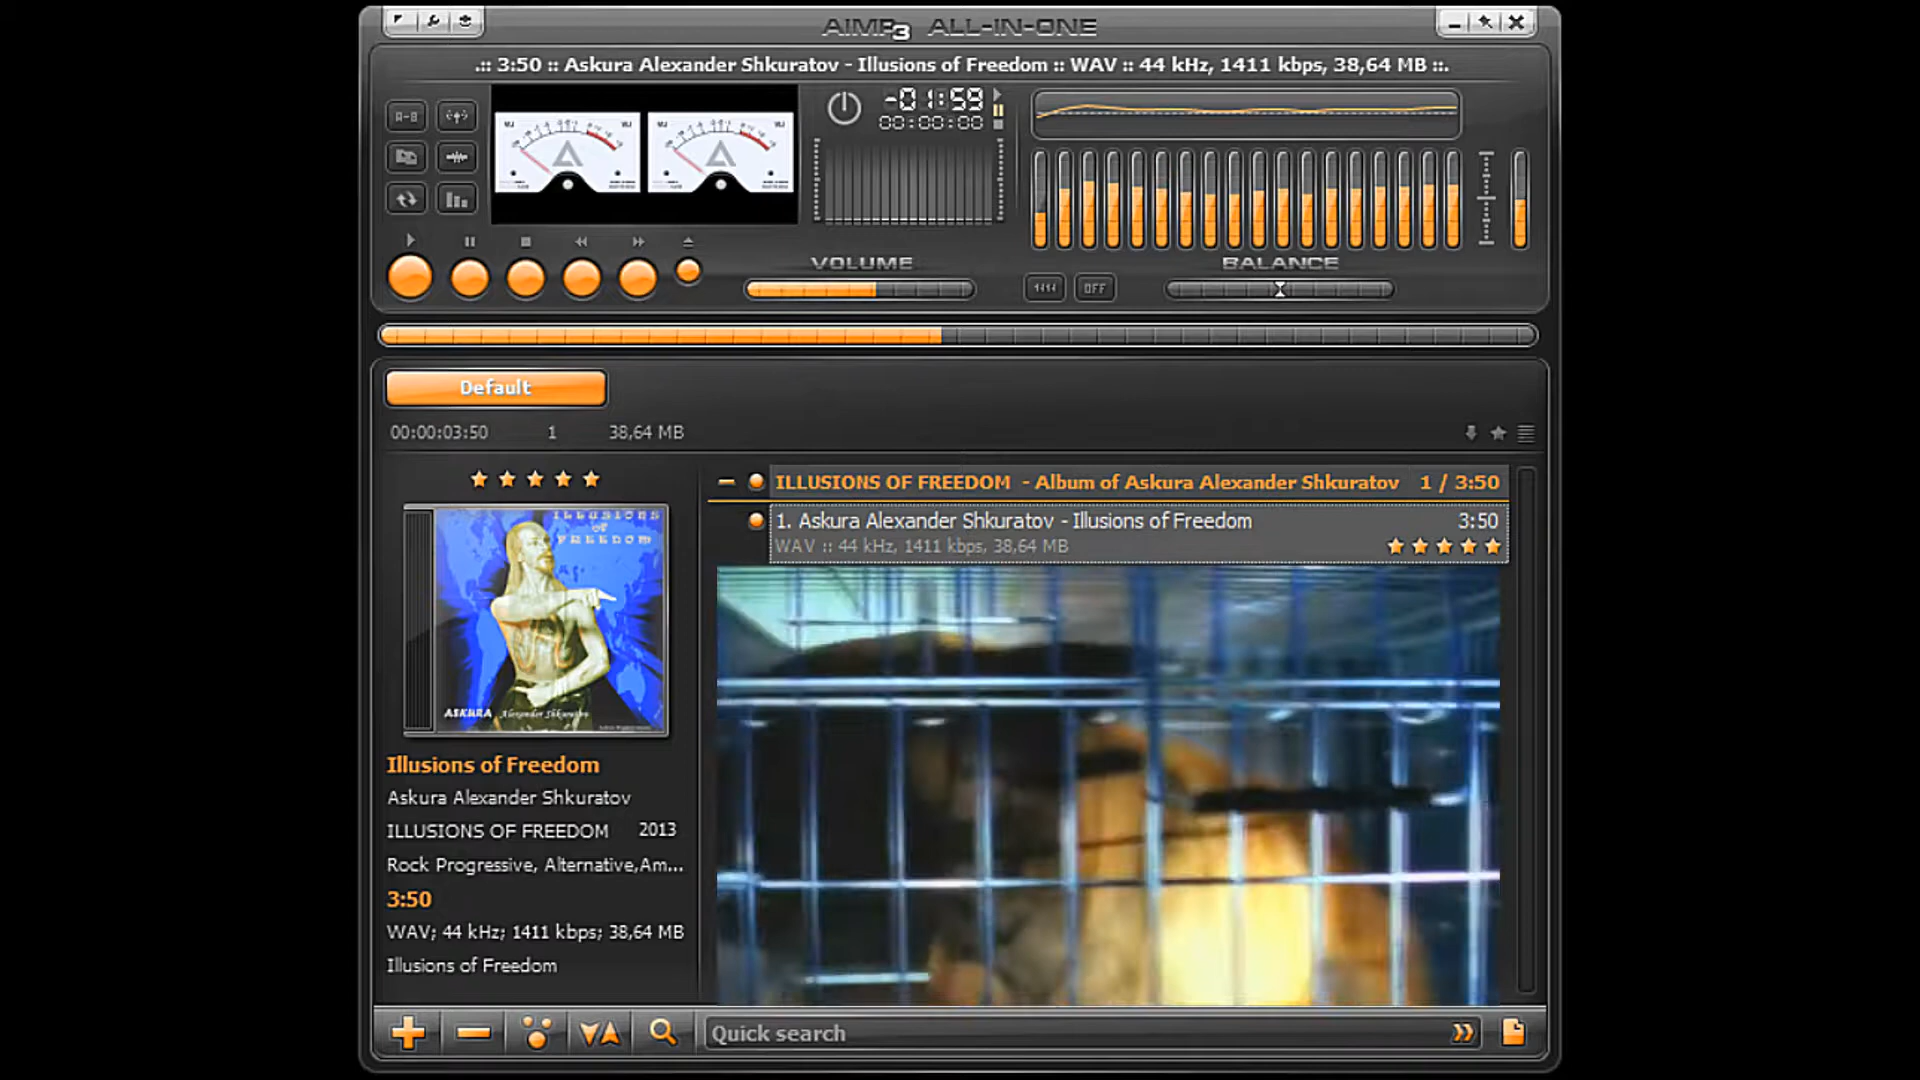 AIMP3 ALL-IN-ONE
.:: 3:50 :: Askura Alexander Shkuratov - Illusions of Freedom :: WAV :: 44 kHz, 1411 kbps, 38,64 MB ::.
A-B
-01:59
00:00:00
VOLUME
OFF
BALANCE
Default
00:00:03:50 1 38,64 MB
ILLUSIONS OF FREEDOM - Album of Askura Alexander Shkuratov 1 / 3:50
1. Askura Alexander Shkuratov - Illusions of Freedom 3:50
WAV :: 44 kHz, 1411 kbps, 38,64 MB
ILLUSIONS
of
FREEDOM
ASKURA Alexander Shkuratov
Illusions of Freedom
Askura Alexander Shkuratov
ILLUSIONS OF FREEDOM 2013
Rock Progressive, Alternative,Am...
3:50
WAV; 44 kHz; 1411 kbps; 38,64 MB
Illusions of Freedom
Quick search